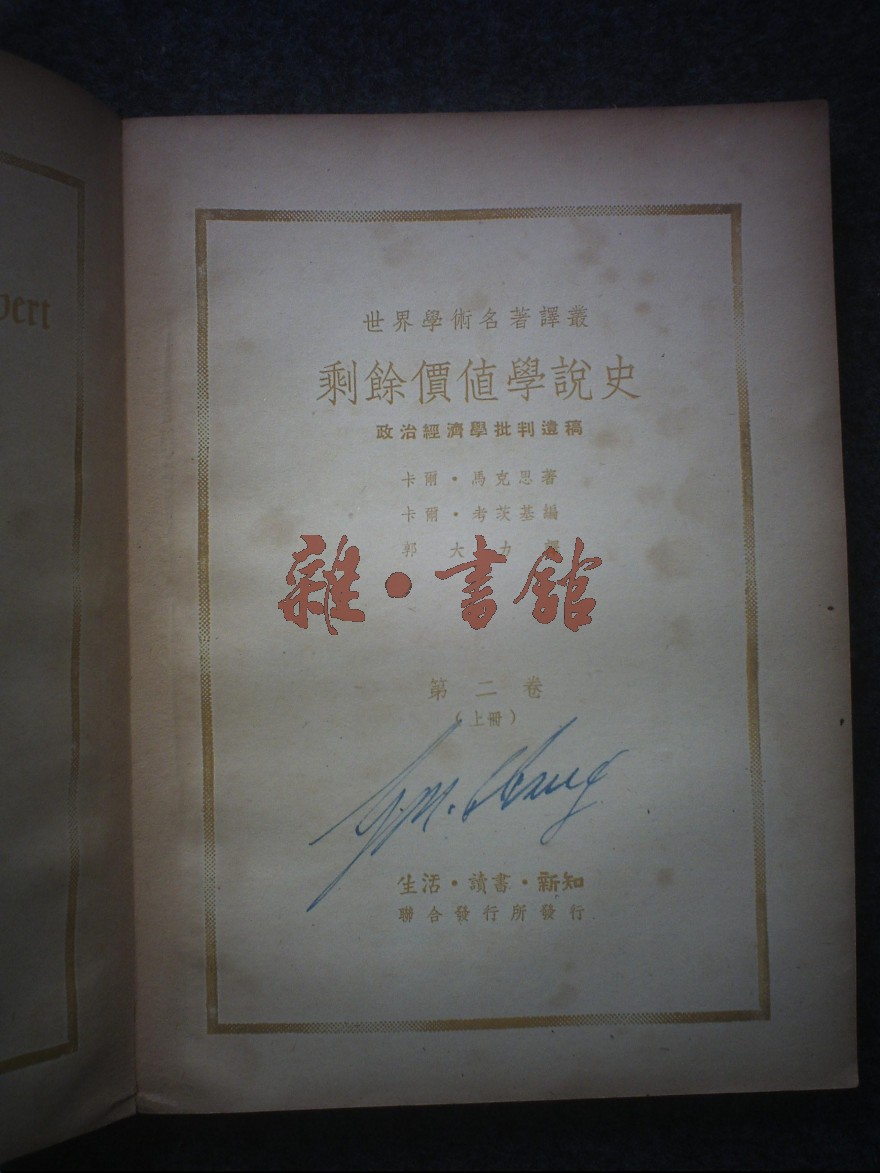 世界學術名著譯叢
剩餘價値學說史
政治經濟學批判遺稿
卡爾·馬克思著
卡爾·考茨基編
郭大力譯
雜·書館
第二卷
（上冊）
生活·讀書·新知
聯合發行所發行